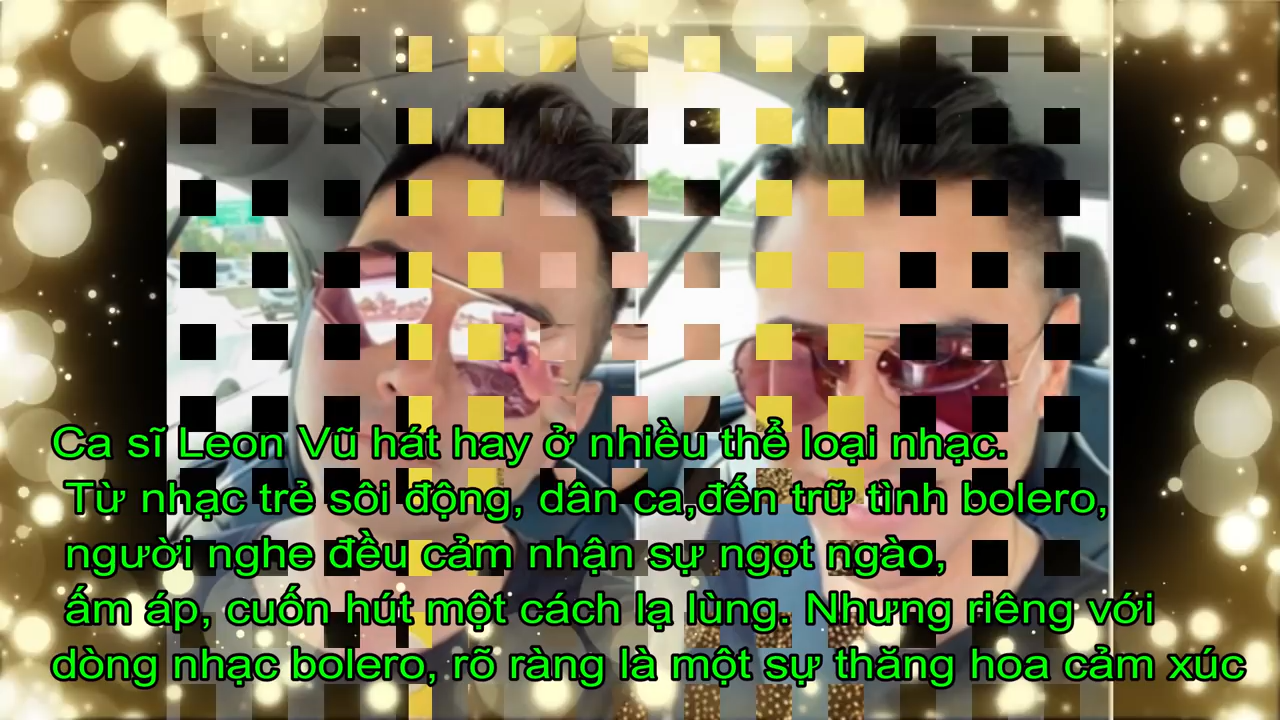 Ca sĩ Leon Vũ hát hay ở nhiều thể loại nhạc.
Từ nhạc trẻ sôi động, dân ca,đến trữ tình bolero,
người nghe đều cảm nhận sự ngọt ngào,
ấm áp, cuốn hút một cách lạ lùng. Nhưng riêng với
dòng nhạc bolero, rõ ràng là một sự thăng hoa cảm xúc